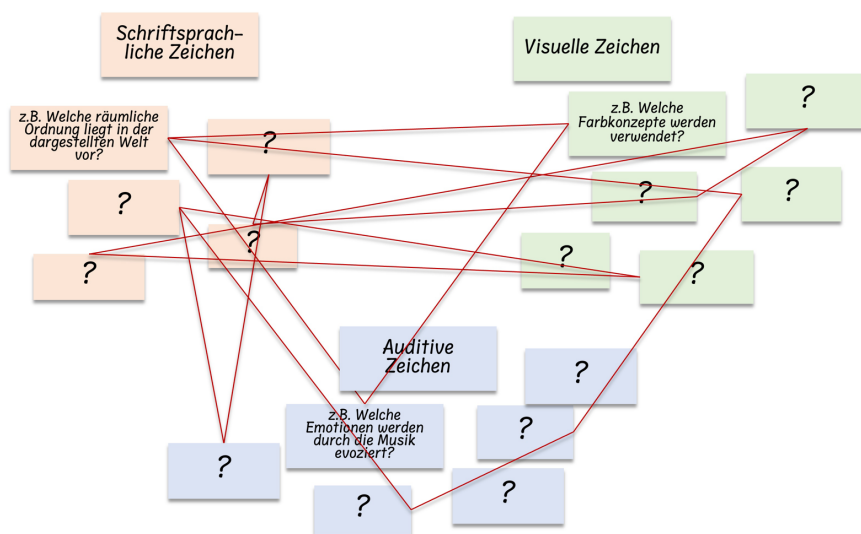 Schriftsprach-
liche Zeichen
Visuelle Zeichen
z.B. Welche räumliche
Ordnung liegt in der
dargestellten Welt
vor?
?
z.B. Welche
Farbkonzepte werden
verwendet?
?
?
?
?
?
?
?
?
?
Auditive
Zeichen
?
z.B. Welche
Emotionen werden
durch die Musik
evoziert?
?
?
?
?